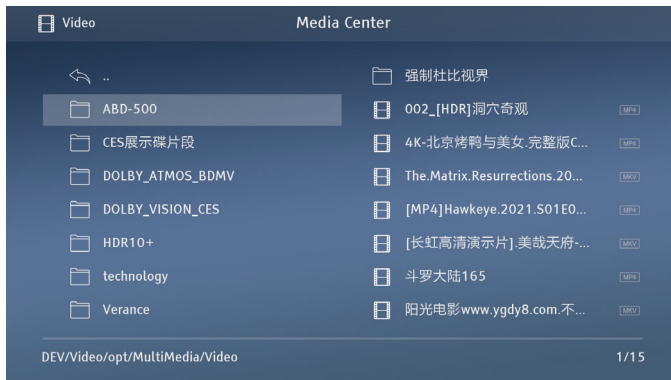 Video
Media Center
..
ABD-500
CES展示碟片段
DOLBY_ATMOS_BDMV
DOLBY_VISION_CES
HDR10+
technology
Verance
强制杜比视界
002_[HDR]洞穴奇观 MP4
4K-北京烤鸭与美女.完整版C... MP4
The.Matrix.Resurrections.20... MKV
[MP4]Hawkeye.2021.S01E0... MP4
[长虹高清演示片].美哉天府-... MKV
斗罗大陆165 MP4
阳光电影www.ygdy8.com.不... MKV
DEV/Video/opt/MultiMedia/Video
1/15